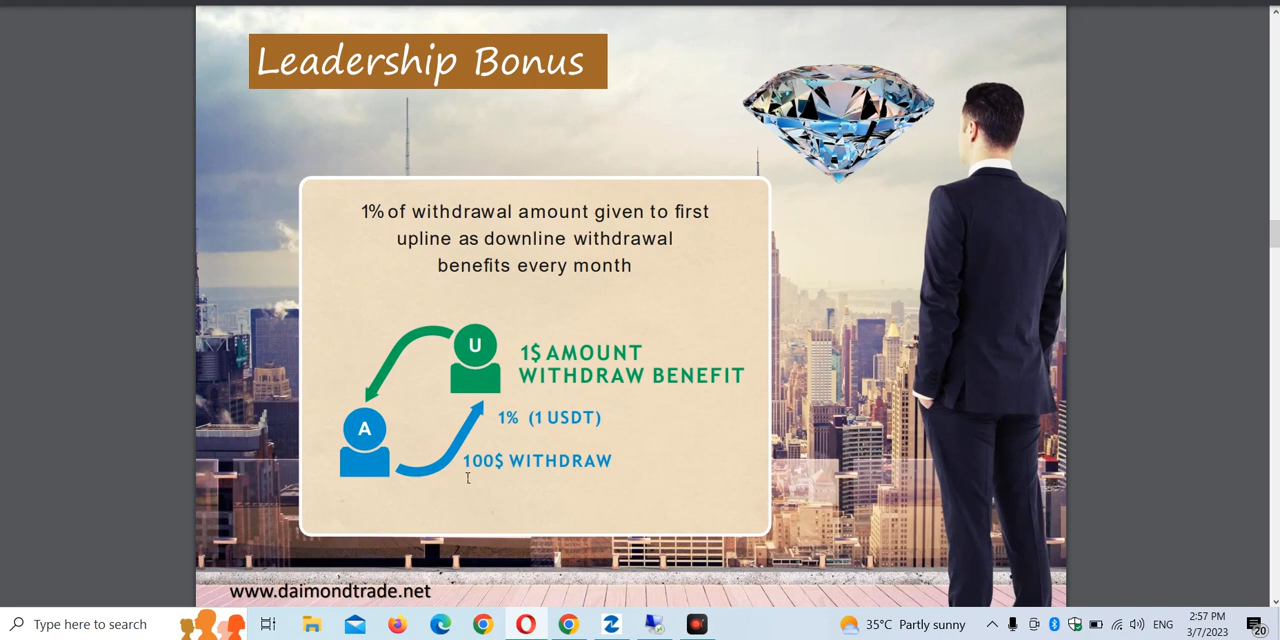 Leadership Bonus
1% of withdrawal amount given to first
upline as downline withdrawal
benefits every month
U
1$ AMOUNT
WITHDRAW BENEFIT
1% (1 USDT)
A
100$ WITHDRAW
www.daimondtrade.net
Type here to search
35°C Partly sunny
ENG
2:57 PM
3/7/2023
20